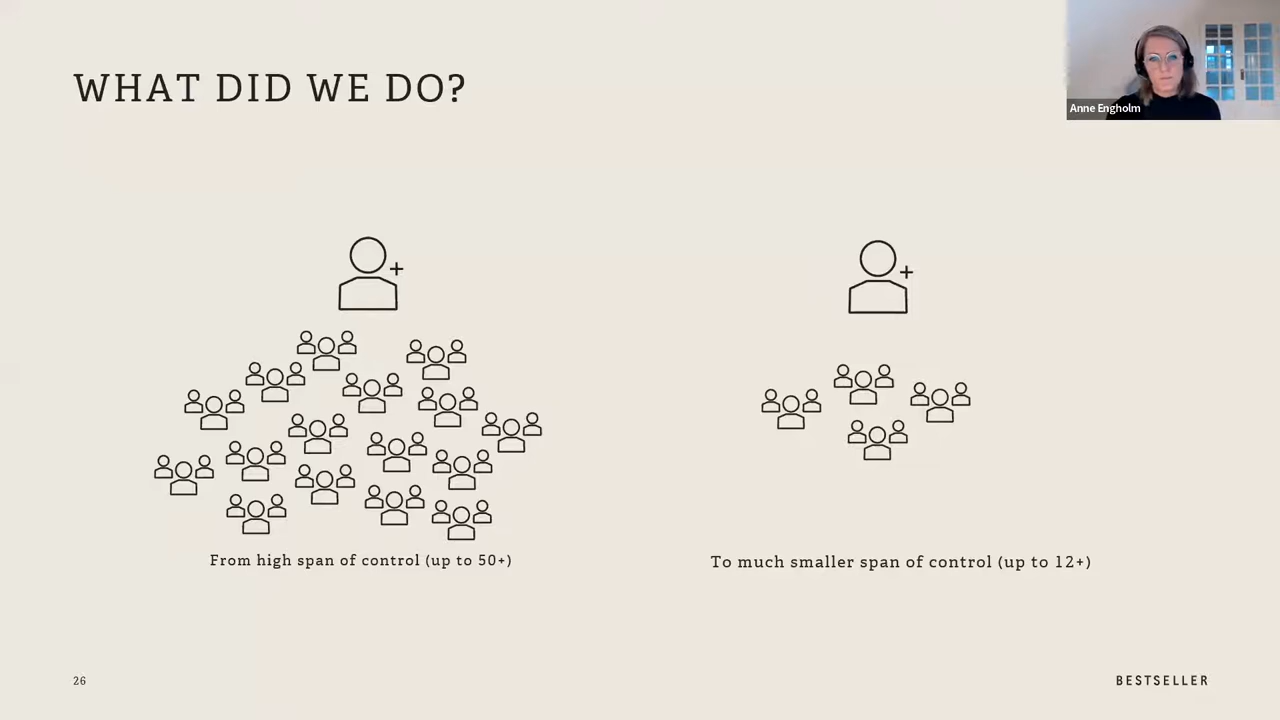 WHAT DID WE DO?
Anne Engholm
+
+
From high span of control (up to 50+)
To much smaller span of control (up to 12+)
26
BESTSELLER